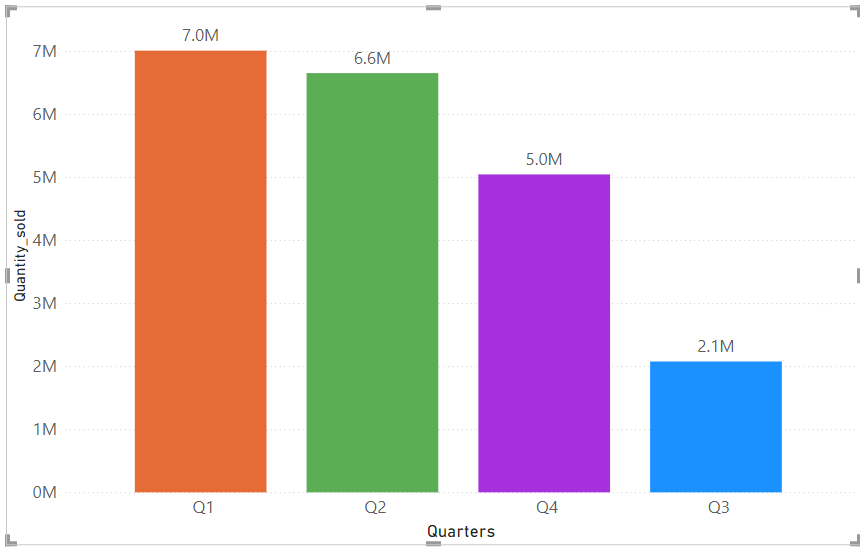 7.0M
6.6M
5.0M
2.1M
7M
6M
5M
4M
3M
2M
1M
0M
Quantity_sold
Q1 Q2 Q4 Q3
Quarters